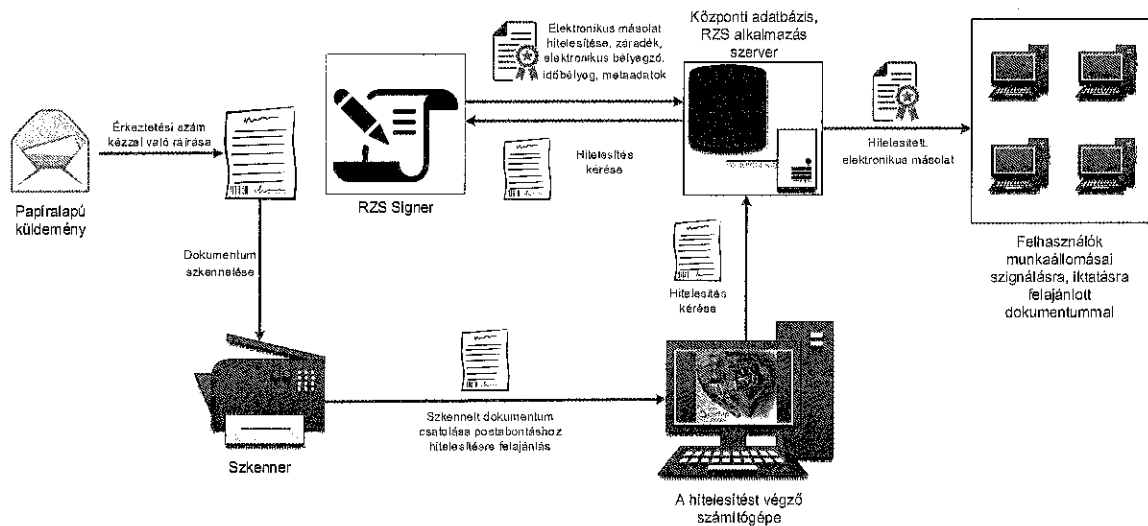 Papíralapú
küldemény
Érkeztetési szám
kézzel való ráírása
Dokumentum
szkennelése
Szkenner
Szkennelt dokumentum
csatolása postabontáshoz
hitelesítésre felajánlás
A hitelesítést végző
számítógépe
Hitelesítés
kérése
RZS Signer
Elektronikus másolat
hitelesítése, záradék,
elektronikus bélyegző,
időbélyeg, metaadatok
Hitelesítés
kérése
Központi adatbázis,
RZS alkalmazás
szerver
Hitelesített
elektronikus másolat
Felhasználók
munkaállomásai
szignálásra, iktatásra
felajánlott
dokumentummal